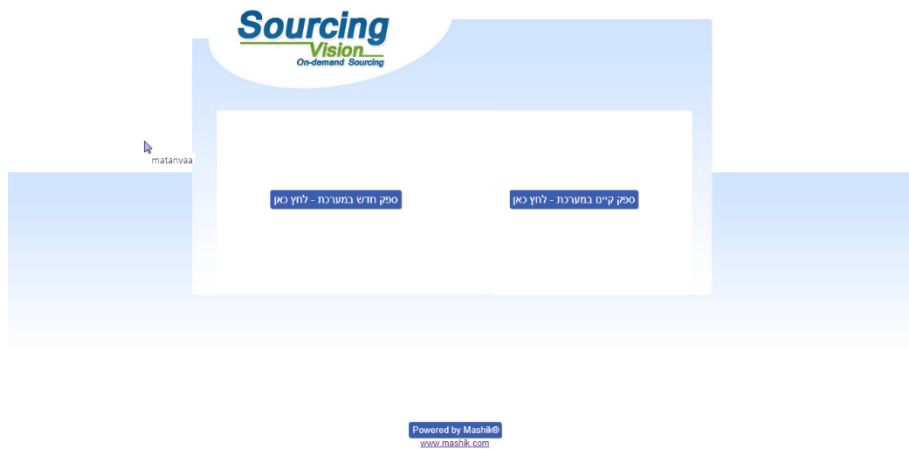 Sourcing
Vision
On-demand Sourcing
matanvaa
ספק קיים במערכת - לחץ כאן
ספק חדש במערכת - לחץ כאן
Powered by Mashik®
www.mashik.com